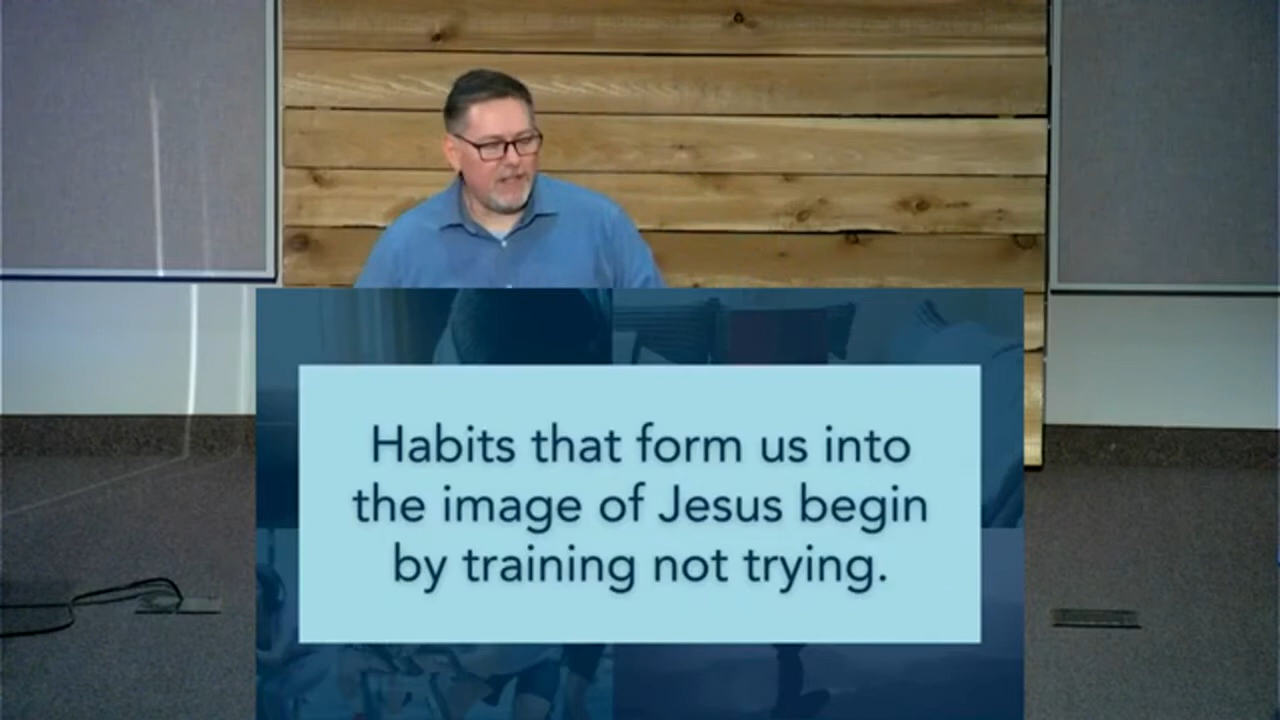 Habits that form us into
the image of Jesus begin
by training not trying.